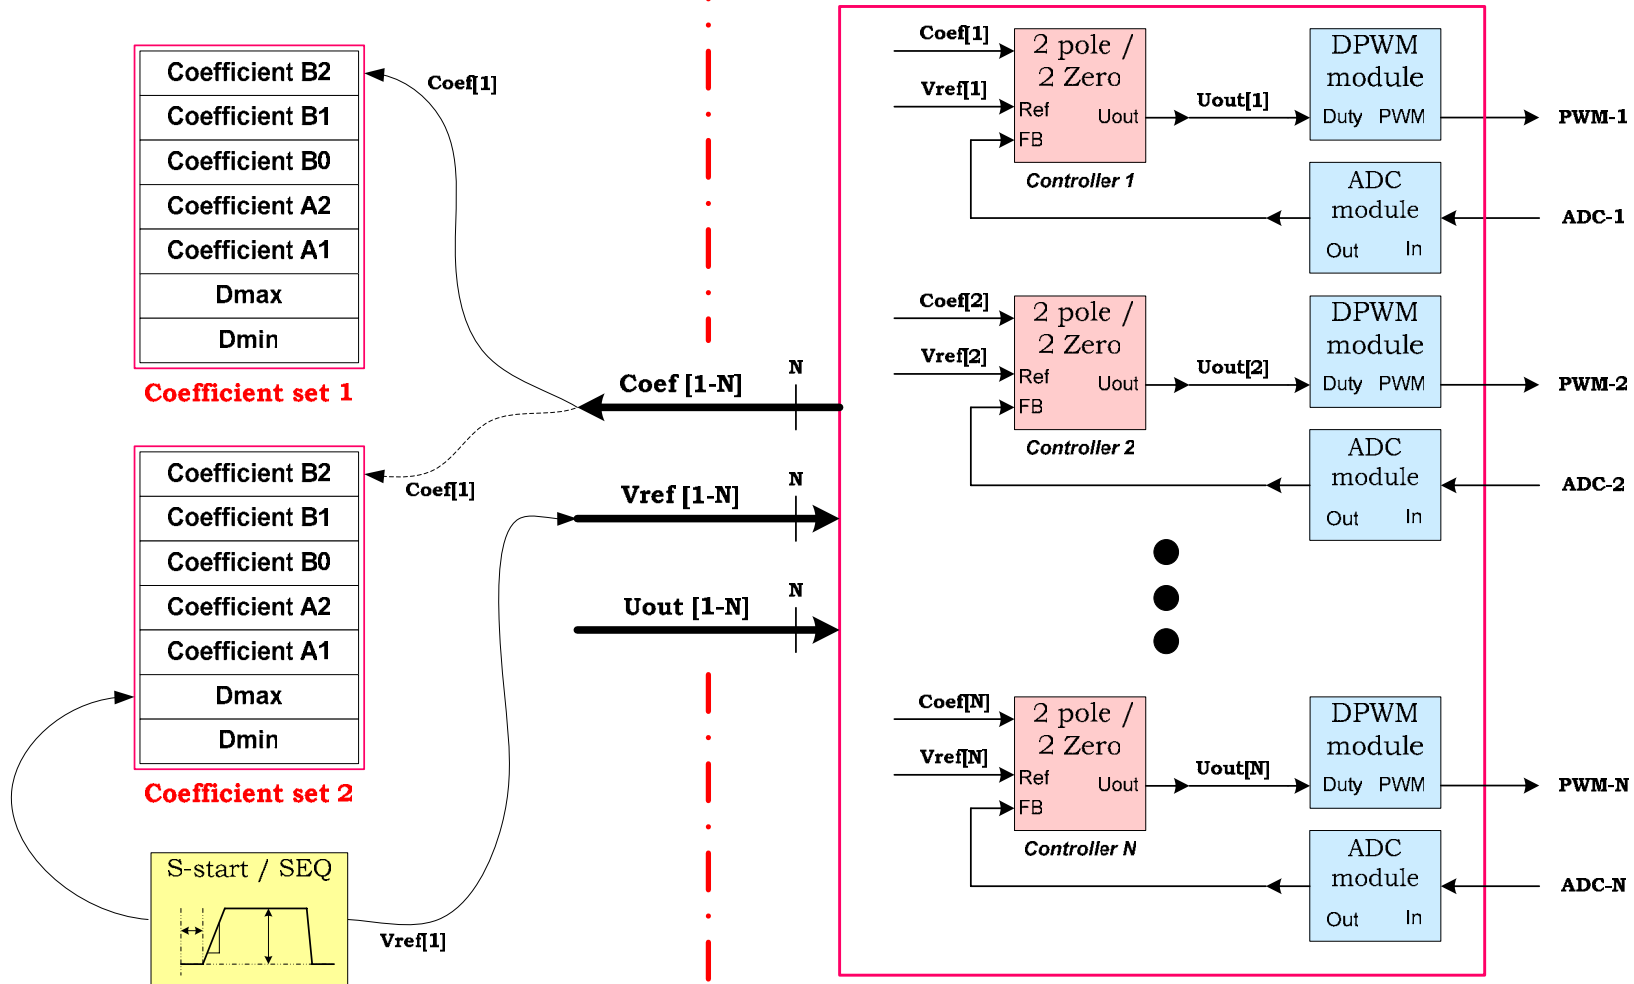 Coefficient B2
Coefficient B1
Coefficient B0
Coefficient A2
Coefficient A1
Dmax
Dmin
Coefficient set 1
Coef[1]
Coefficient B2
Coefficient B1
Coefficient B0
Coefficient A2
Coefficient A1
Dmax
Dmin
Coefficient set 2
Coef[1]
S-start / SEQ
Vref[1]
Coef [1-N]
N
Vref [1-N]
N
Uout [1-N]
N
Coef[1]
Vref[1]
2 pole /
2 Zero
Ref
Uout
FB
Controller 1
Uout[1]
DPWM
module
Duty PWM
PWM-1
ADC
module
Out In
ADC-1
Coef[2]
Vref[2]
2 pole /
2 Zero
Ref
Uout
FB
Controller 2
Uout[2]
DPWM
module
Duty PWM
PWM-2
ADC
module
Out In
ADC-2
Coef[N]
Vref[N]
2 pole /
2 Zero
Ref
Uout
FB
Controller N
Uout[N]
DPWM
module
Duty PWM
PWM-N
ADC
module
Out In
ADC-N